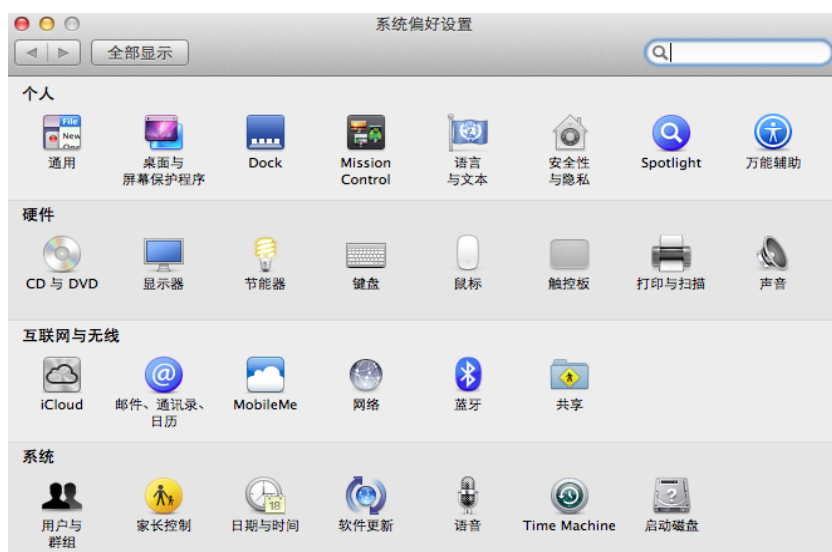 系统偏好设置
全部显示
个人
File
New
通用
桌面与
屏幕保护程序
Dock
Mission
Control
语言
与文本
安全性
与隐私
Spotlight
万能辅助
硬件
CD 与 DVD
显示器
节能器
键盘
鼠标
触控板
打印与扫描
声音
互联网与无线
iCloud
邮件、通讯录、
日历
MobileMe
网络
蓝牙
共享
系统
用户与
群组
家长控制
18
日期与时间
软件更新
语音
Time Machine
?
启动磁盘